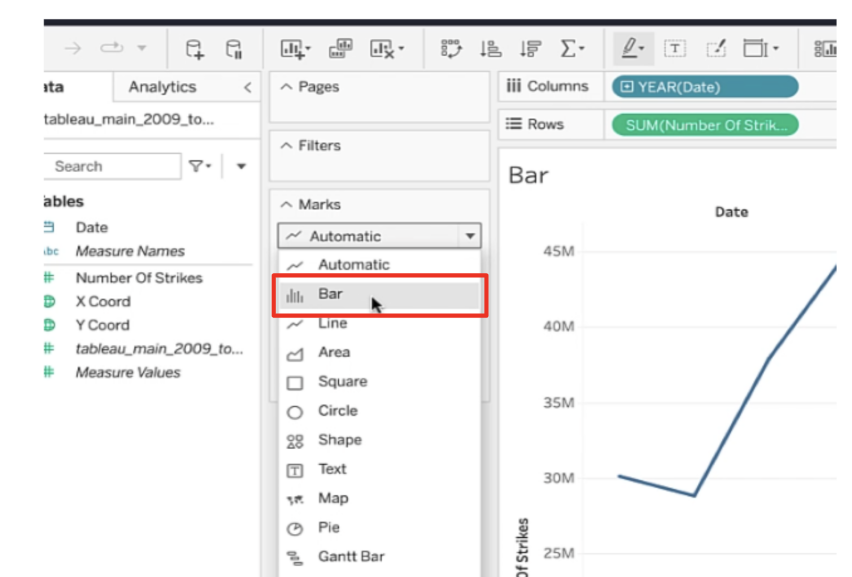 ata
Analytics
tableau_main_2009_to...
Search
Tables
Date
Abc
Measure Names
Number Of Strikes
X Coord
Y Coord
tableau_main_2009_to...
Measure Values
Pages
Filters
Marks
Automatic
Automatic
Bar
Line
Area
Square
Circle
Shape
Text
Map
Pie
Gantt Bar
Columns
YEAR(Date)
Rows
SUM(Number Of Strik...
Bar
Date
45M
40M
35M
30M
25M
Of Strikes